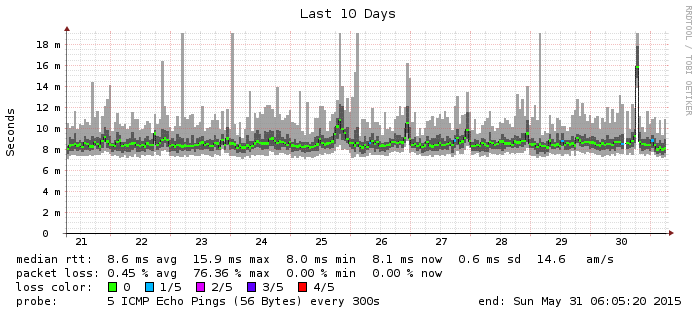 Last 10 Days
RRDTOOL / TOBI OETIKER
Seconds
18 m
16 m
14 m
12 m
10 m
8 m
6 m
4 m
2 m
0
21 22 23 24 25 26 27 28 29 30
median rtt: 8.6 ms avg 15.9 ms max 8.0 ms min 8.1 ms now 0.6 ms sd 14.6 am/s
packet loss: 0.45 % avg 76.36 % max 0.00 % min 0.00 % now
loss color: 0 1/5 2/5 3/5 4/5
probe: 5 ICMP Echo Pings (56 Bytes) every 300s end: Sun May 31 06:05:20 2015